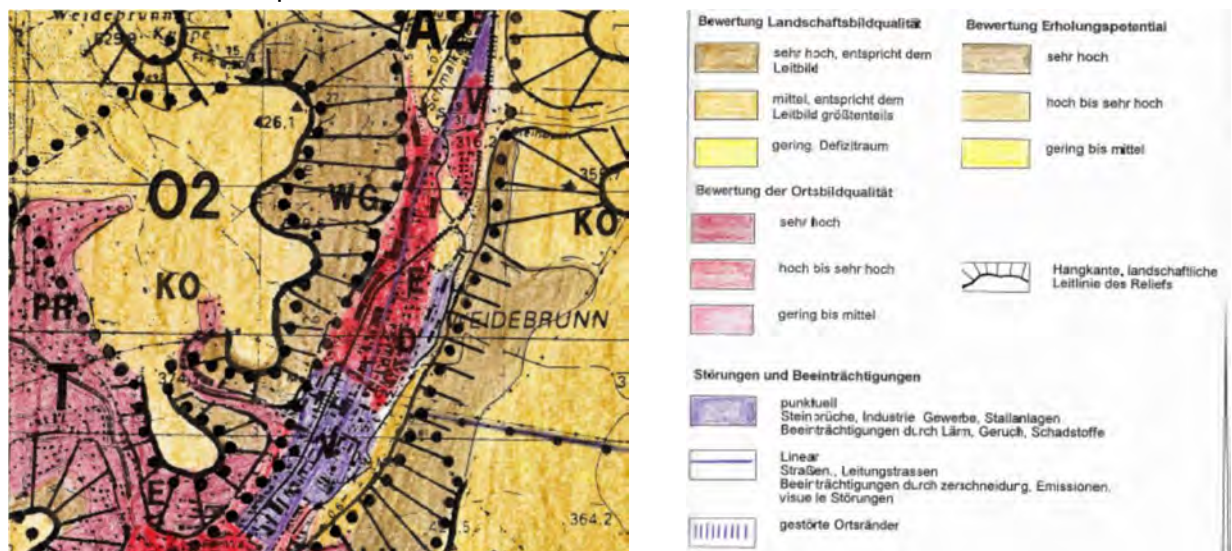 Weidebrunn
A2
426.1
V
O2
WG
KO
KO
PR
EIDEBRUNN
T
E
364.2
Bewertung Landschaftsbildqualität
sehr hoch, entspricht dem
Leitbild
mittel, entspricht dem
Leitbild größtenteils
gering, Defizitraum
Bewertung der Ortsbildqualität
sehr hoch
hoch bis sehr hoch
gering bis mittel
Störungen und Beeinträchtigungen
punktuell
Steinbrüche, Industrie, Gewerbe, Stallanlagen
Beeinträchtigungen durch Lärm, Geruch, Schadstoffe
Linear
Straßen., Leitungstrassen
Beeinträchtigungen durch zerschneidung, Emissionen,
visuelle Störungen
gestörte Ortsränder
Bewertung Erholungspotential
sehr hoch
hoch bis sehr hoch
gering bis mittel
Hangkante, landschaftliche
Leitlinie des Reliefs